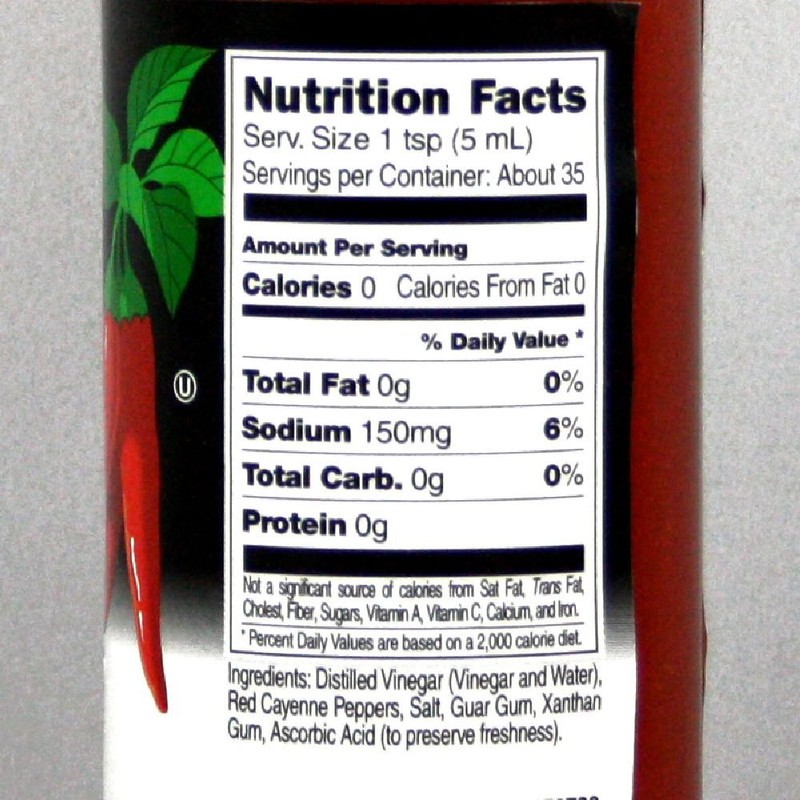 Nutrition Facts
Serv. Size 1 tsp (5 mL)
Servings per Container: About 35
Amount Per Serving
Calories 0 Calories From Fat 0
% Daily Value *
Total Fat 0g 0%
Sodium 150mg 6%
Total Carb. 0g 0%
Protein 0g
Not a significant source of calories from Sat Fat, Trans Fat,
Cholest, Fiber, Sugars, Vitamin A, Vitamin C, Calcium, and Iron.
* Percent Daily Values are based on a 2,000 calorie diet.
Ingredients: Distilled Vinegar (Vinegar and Water),
Red Cayenne Peppers, Salt, Guar Gum, Xanthan
Gum, Ascorbic Acid (to preserve freshness).
U